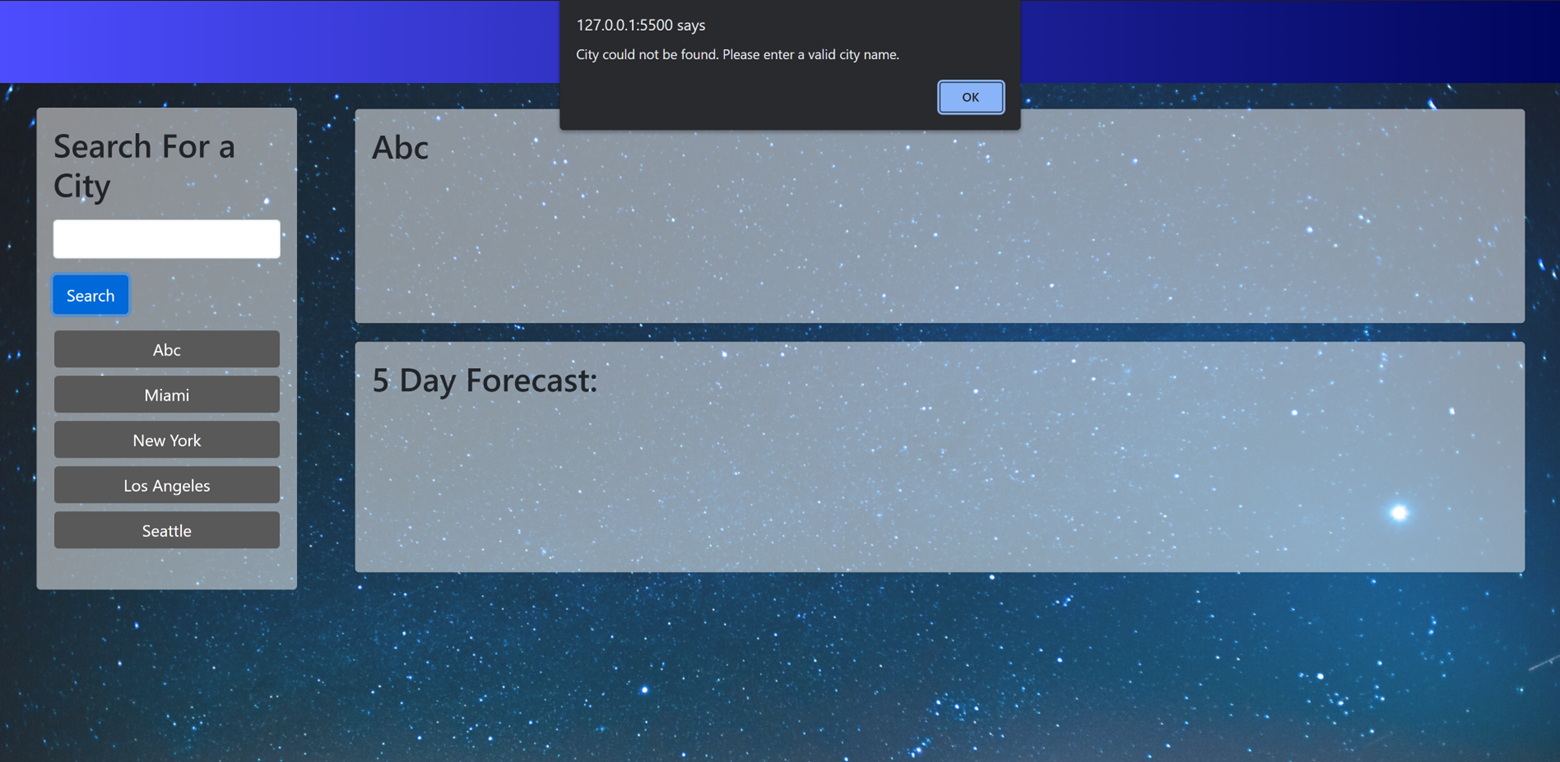 127.0.0.1:5500 says
City could not be found. Please enter a valid city name.
OK
Search For a
City
Search
Abc
Miami
New York
Los Angeles
Seattle
Abc
5 Day Forecast: